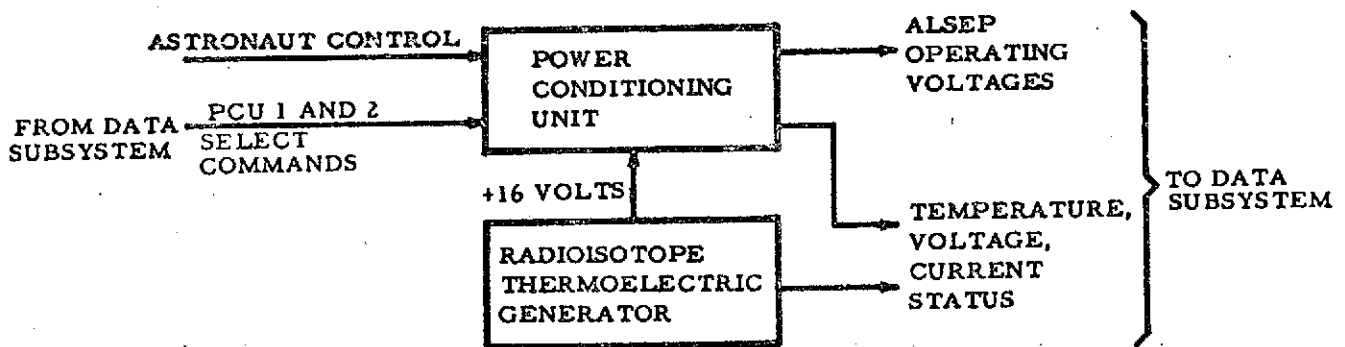 ASTRONAUT CONTROL
FROM DATA
SUBSYSTEM
PCU 1 AND 2
SELECT
COMMANDS
POWER
CONDITIONING
UNIT
+16 VOLTS
RADIOISOTOPE
THERMOELECTRIC
GENERATOR
ALSEP
OPERATING
VOLTAGES
TEMPERATURE,
VOLTAGE,
CURRENT
STATUS
TO DATA
SUBSYSTEM